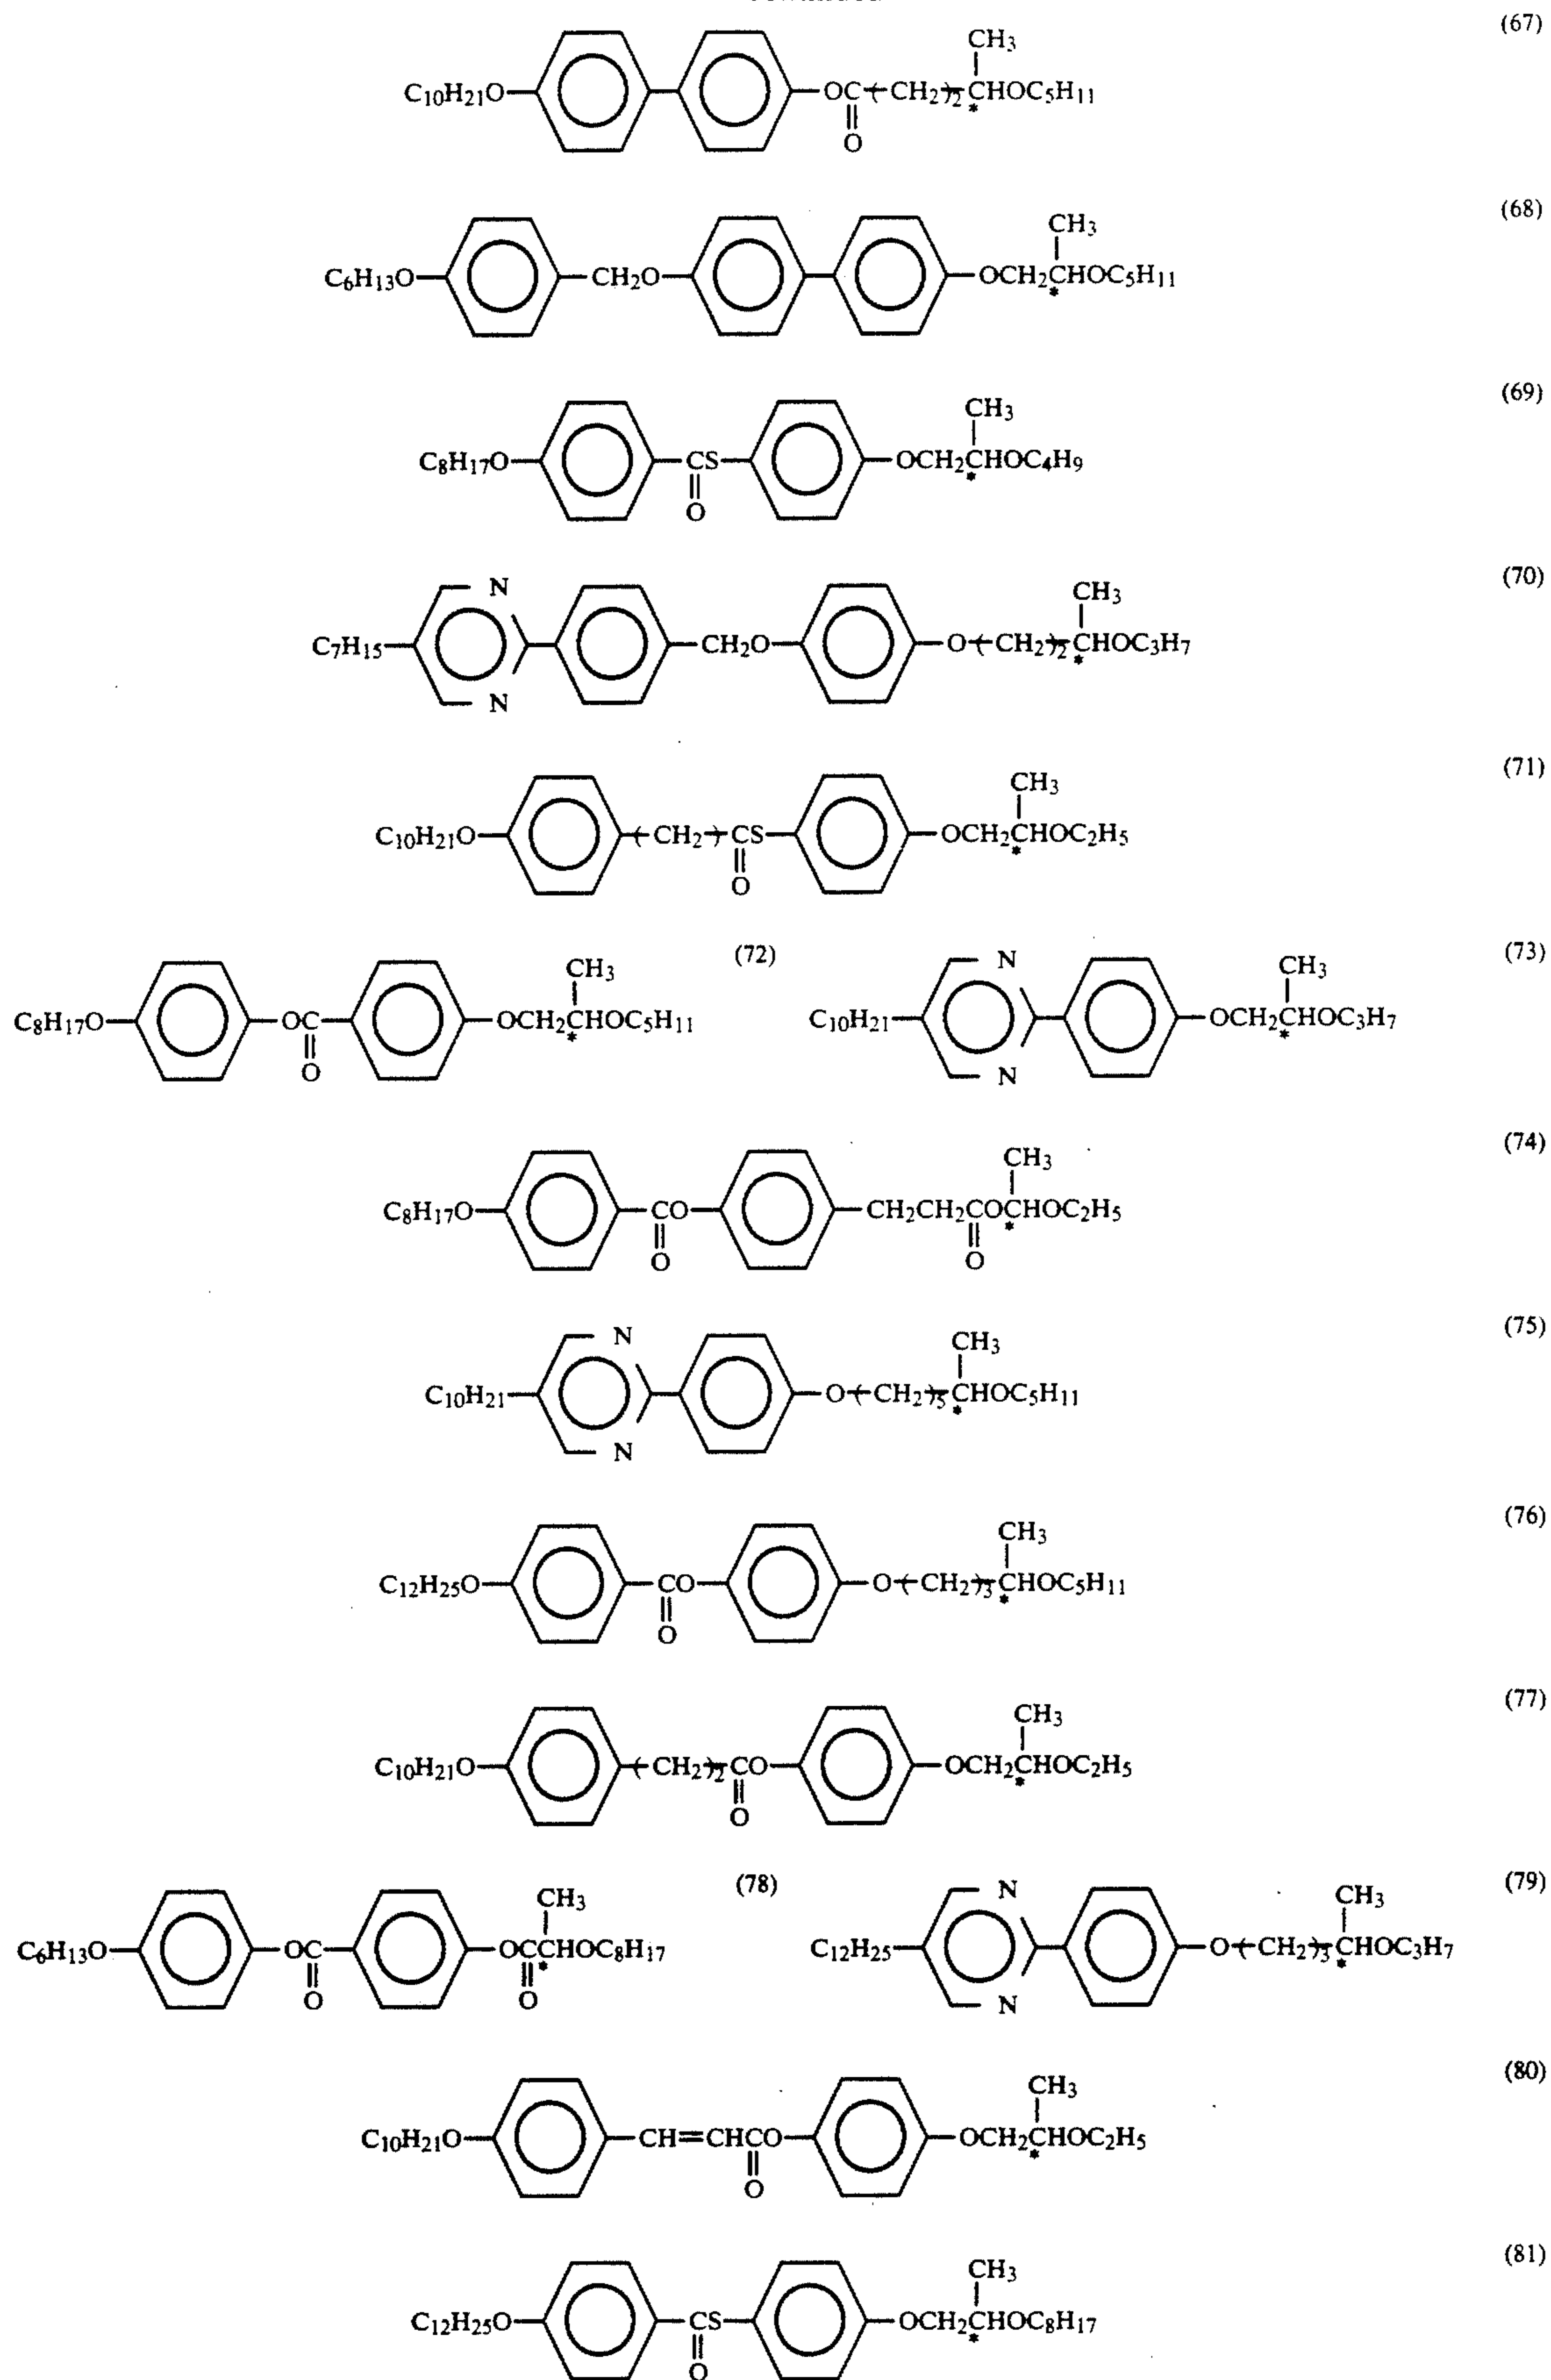 (67)
CH3
C10H21O OC(CH2)2CHOC5H11
*
O
(68)
CH3
C6H13O CH2O OCH2CHOC5H11
*
(69)
CH3
C8H17O CS OCH2CHOC4H9
*
O
(70)
N
CH3
C7H15 CH2O O(CH2)2CHOC3H7
*
N
(71)
CH3
C10H21O (CH2)CS OCH2CHOC2H5
*
O
(72)
CH3
C8H17O OC OCH2CHOC5H11
*
O
(73)
N
CH3
C10H21 OCH2CHOC3H7
*
N
(74)
CH3
C8H17O CO CH2CH2COCHOC2H5
*
O O
(75)
N
CH3
C10H21 O(CH2)5CHOC5H11
*
N
(76)
CH3
C12H25O CO O(CH2)3CHOC5H11
*
O
(77)
CH3
C10H21O (CH2)2CO OCH2CHOC2H5
*
O
(78)
CH3
C6H13O OC OCCHOC8H17
*
O O
(79)
N
CH3
C12H25 O(CH2)3CHOC3H7
*
N
(80)
CH3
C10H21O CH=CHCO OCH2CHOC2H5
*
O
(81)
CH3
C12H25O CS OCH2CHOC8H17
*
O